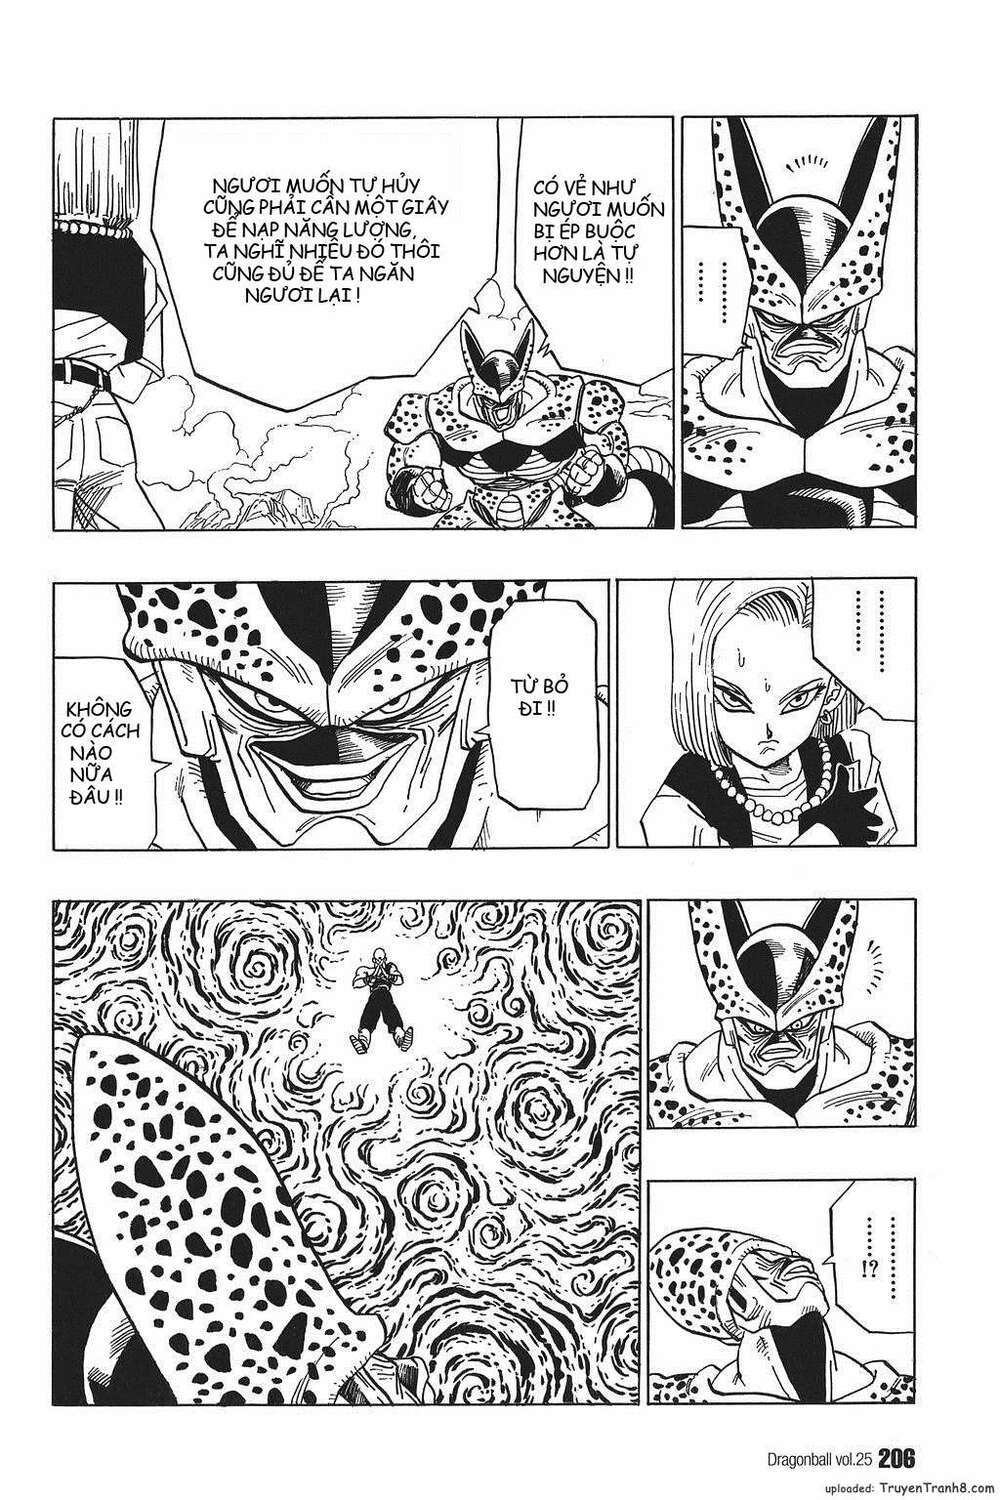 .........
CÓ VẺ NHƯ
NGƯƠI MUỐN
BỊ ÉP BUỘC
HƠN LÀ TỰ
NGUYỆN !!
NGƯƠI MUỐN TỰ HỦY
CŨNG PHẢI CẦN MỘT GIÂY
ĐỂ NẠP NĂNG LƯỢNG,
TA NGHĨ NHIÊU ĐÓ THÔI
CŨNG ĐỦ ĐỂ TA NGĂN
NGƯƠI LẠI !
.........
TỪ BỎ
ĐI !!
KHÔNG
CÓ CÁCH
NÀO
NỮA
ĐÂU !!
.........
!?
Dragonball vol.25 206
uploaded: TruyenTranh8.com